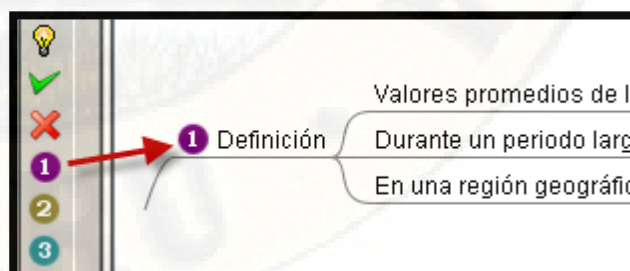 Valores promedios de l
1 Definición
Durante un periodo larg
En una región geográfic
1
2
3